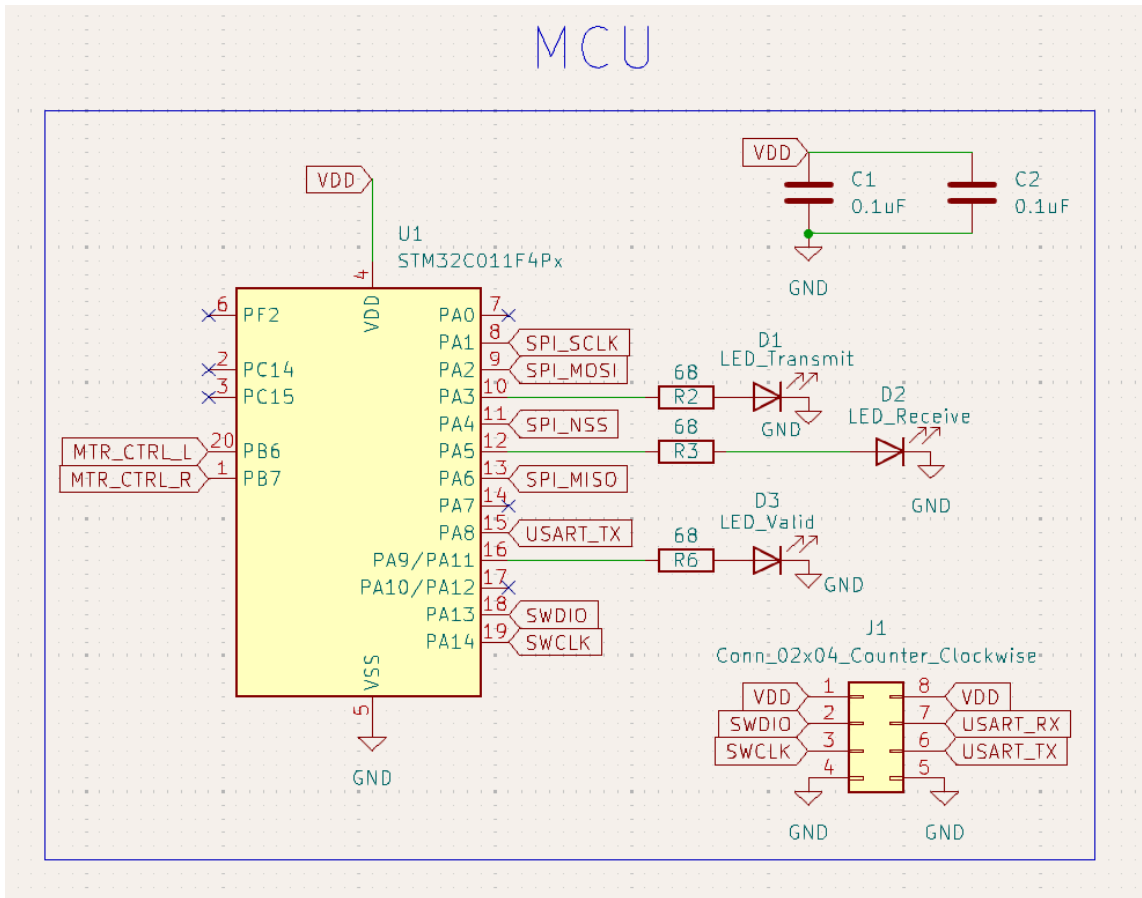 MCU
VDD
VDD
C1
0.1uF
C2
0.1uF
GND
U1
STM32C011F4Px
4
VDD
6 PF2
2 PC14
3 PC15
MTR_CTRL_L 20 PB6
MTR_CTRL_R 1 PB7
PA0 7
PA1 8 SPI_SCLK
PA2 9 SPI_MOSI
PA3 10
PA4 11 SPI_NSS
PA5 12
PA6 13 SPI_MISO
PA7 14
PA8 15 USART_TX
PA9/PA11 16
PA10/PA12 17
PA13 18 SWDIO
PA14 19 SWCLK
VSS
5
GND
68
R2
D1
LED_Transmit
GND
68
R3
D2
LED_Receive
GND
68
R6
D3
LED_Valid
GND
J1
Conn_02x04_Counter_Clockwise
VDD 1 8 VDD
SWDIO 2 7 USART_RX
SWCLK 3 6 USART_TX
4 5
GND GND